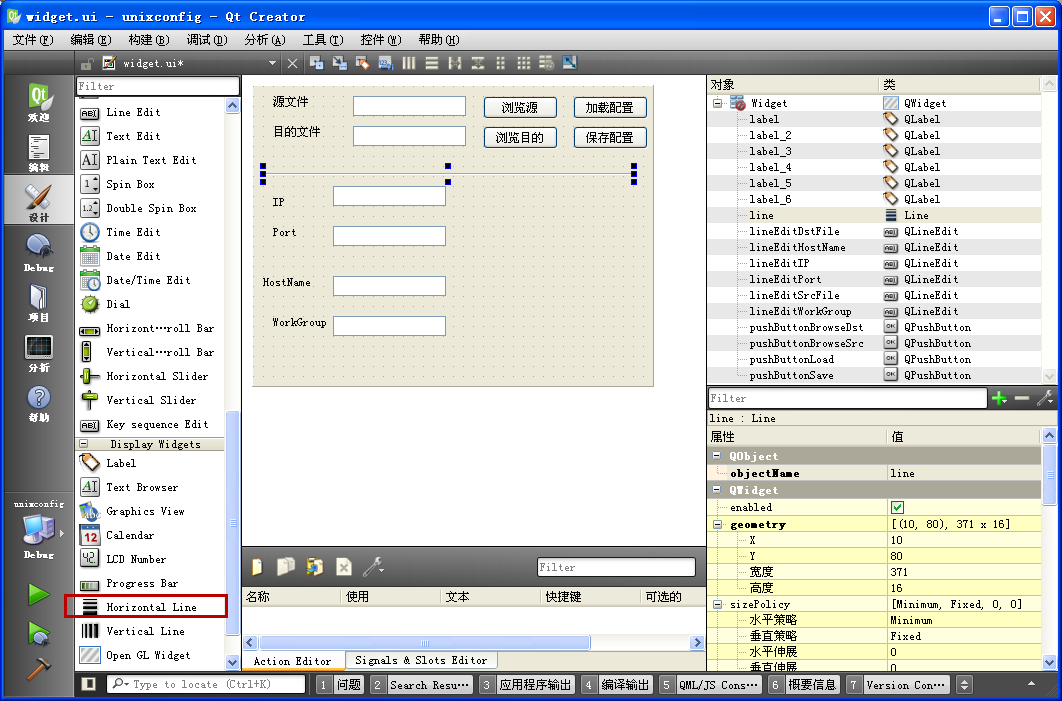 widget.ui - unixconfig - Qt Creator
文件(F) 编辑(E) 构建(B) 调试(D) 分析(A) 工具(T) 控件(W) 帮助(H)
widget.ui*
欢迎
编辑
设计
Debug
项目
分析
帮助
unixconfig
Debug
Filter
Line Edit
Text Edit
Plain Text Edit
Spin Box
Double Spin Box
Time Edit
Date Edit
Date/Time Edit
Dial
Horizont···roll Bar
Vertical···roll Bar
Horizontal Slider
Vertical Slider
Key sequence Edit
Display Widgets
Label
Text Browser
Graphics View
Calendar
LCD Number
Progress Bar
Horizontal Line
Vertical Line
Open GL Widget
源文件 浏览源 加载配置
目的文件 浏览目的 保存配置
IP
Port
HostName
WorkGroup
Filter
名称 使用 文本 快捷键 可选的
Action Editor Signals & Slots Editor
对象 类
Widget QWidget
label QLabel
label_2 QLabel
label_3 QLabel
label_4 QLabel
label_5 QLabel
label_6 QLabel
line Line
lineEditDstFile QLineEdit
lineEditHostName QLineEdit
lineEditIP QLineEdit
lineEditPort QLineEdit
lineEditSrcFile QLineEdit
lineEditWorkGroup QLineEdit
pushButtonBrowseDst QPushButton
pushButtonBrowseSrc QPushButton
pushButtonLoad QPushButton
pushButtonSave QPushButton
Filter
line : Line
属性 值
QObject
objectName line
QWidget
enabled
geometry [(10, 80), 371 x 16]
X 10
Y 80
宽度 371
高度 16
sizePolicy [Minimum, Fixed, 0, 0]
水平策略 Minimum
垂直策略 Fixed
水平伸展 0
垂直伸展 0
Type to locate (Ctrl+K) 1 问题 2 Search Resu··· 3 应用程序输出 4 编译输出 5 QML/JS Cons··· 6 概要信息 7 Version Con···